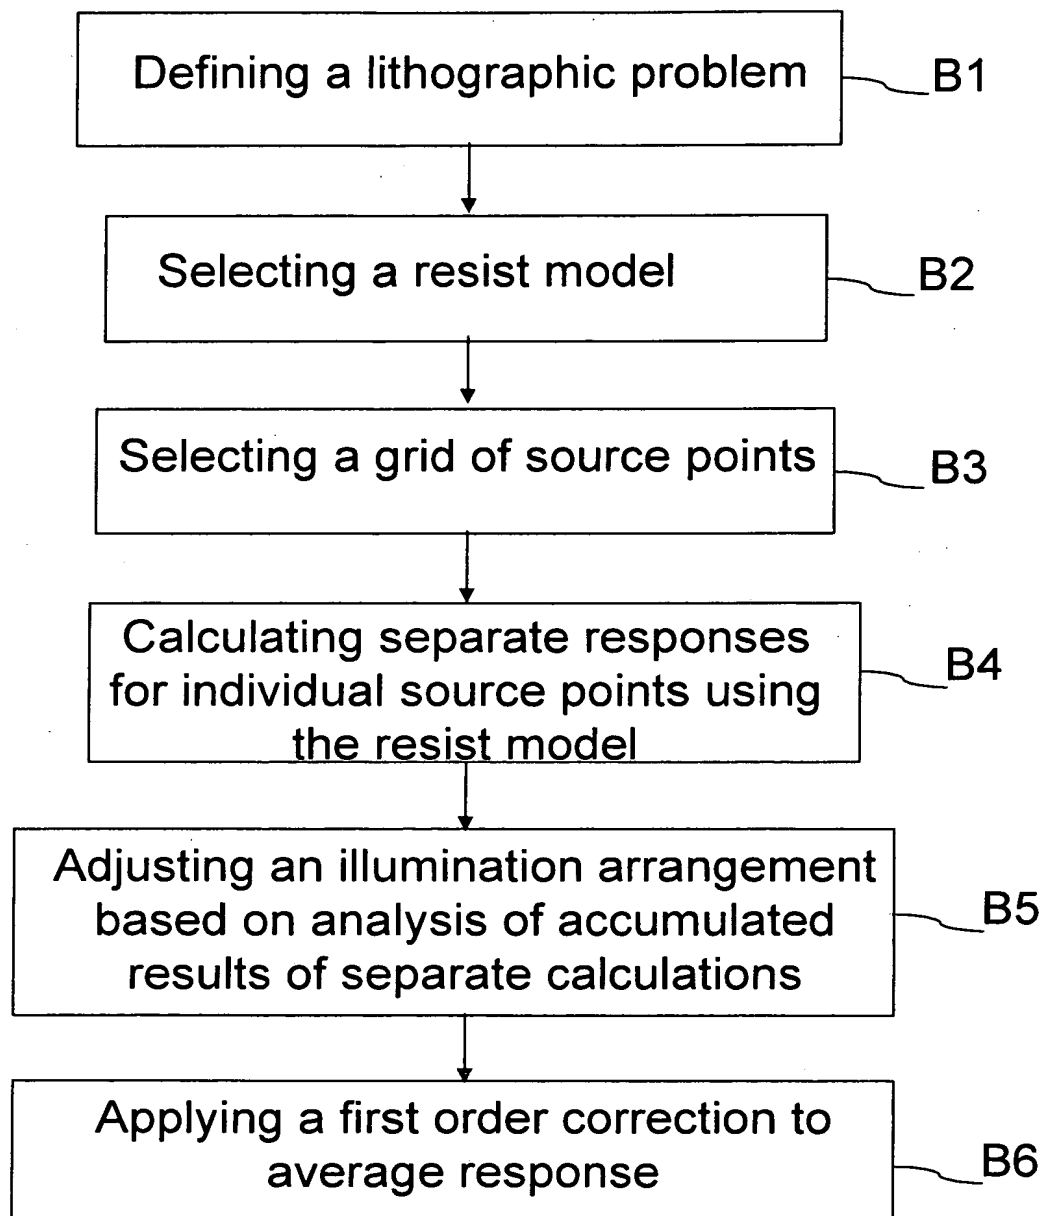 Defining a lithographic problem
B1
Selecting a resist model
B2
Selecting a grid of source points
B3
Calculating separate responses
for individual source points using
the resist model
B4
Adjusting an illumination arrangement
based on analysis of accumulated
results of separate calculations
B5
Applying a first order correction to
average response
B6